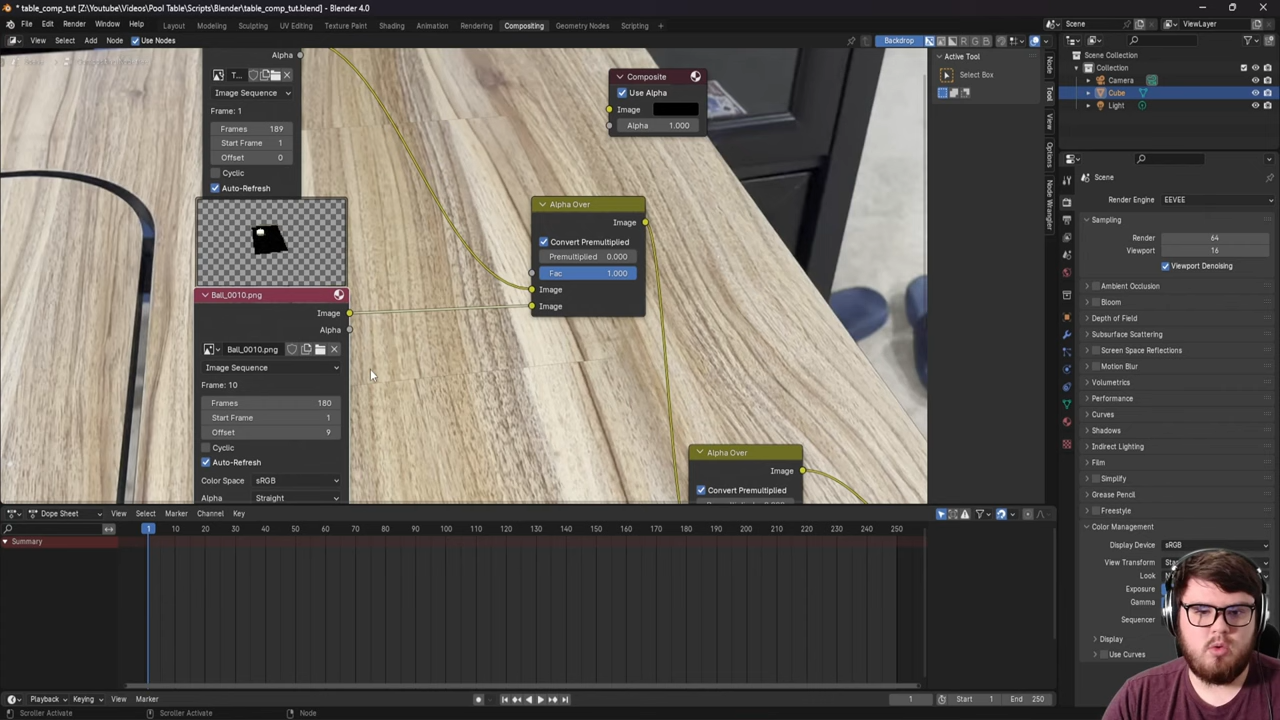 * table_comp_tut [Z:\Youtube\Videos\Pool Table\Scripts\Blender\table_comp_tut.blend] - Blender 4.0
File Edit Render Window Help Layout Modeling Sculpting UV Editing Texture Paint Shading Animation Rendering Compositing Geometry Nodes Scripting Scene ViewLayer
View Select Add Node Use Nodes Backdrop R G B
Active Tool
Select Box
Node
Tool
View
Options
Node Wrangler
Scene Collection
Collection
Camera
Cube
Light
Alpha
T...
Image Sequence
Frame: 1
Frames 189
Start Frame 1
Offset 0
Cyclic
Auto-Refresh
Composite
Use Alpha
Image
Alpha 1.000
Alpha Over
Image
Convert Premultiplied
Premultiplied 0.000
Fac 1.000
Image
Image
Ball_0010.png
Image
Alpha
Ball_0010.png
Image Sequence
Frame: 10
Frames 180
Start Frame 1
Offset 9
Cyclic
Auto-Refresh
Color Space sRGB
Alpha Straight
Alpha Over
Image
Convert Premultiplied
Scene
Render Engine EEVEE
Sampling
Render 64
Viewport 16
Viewport Denoising
Ambient Occlusion
Bloom
Depth of Field
Subsurface Scattering
Screen Space Reflections
Motion Blur
Volumetrics
Performance
Curves
Shadows
Indirect Lighting
Film
Simplify
Grease Pencil
Freestyle
Color Management
Display Device sRGB
View Transform
Look
Exposure
Gamma
Sequencer
Display
Use Curves
Dope Sheet View Select Marker Channel Key
1 10 20 30 40 50 60 70 80 90 100 110 120 130 140 150 160 170 180 190 200 210 220 230 240 250
Summary
Playback Keying View Marker 1 Start 1 End 250
Scroller Activate Scroller Activate Node